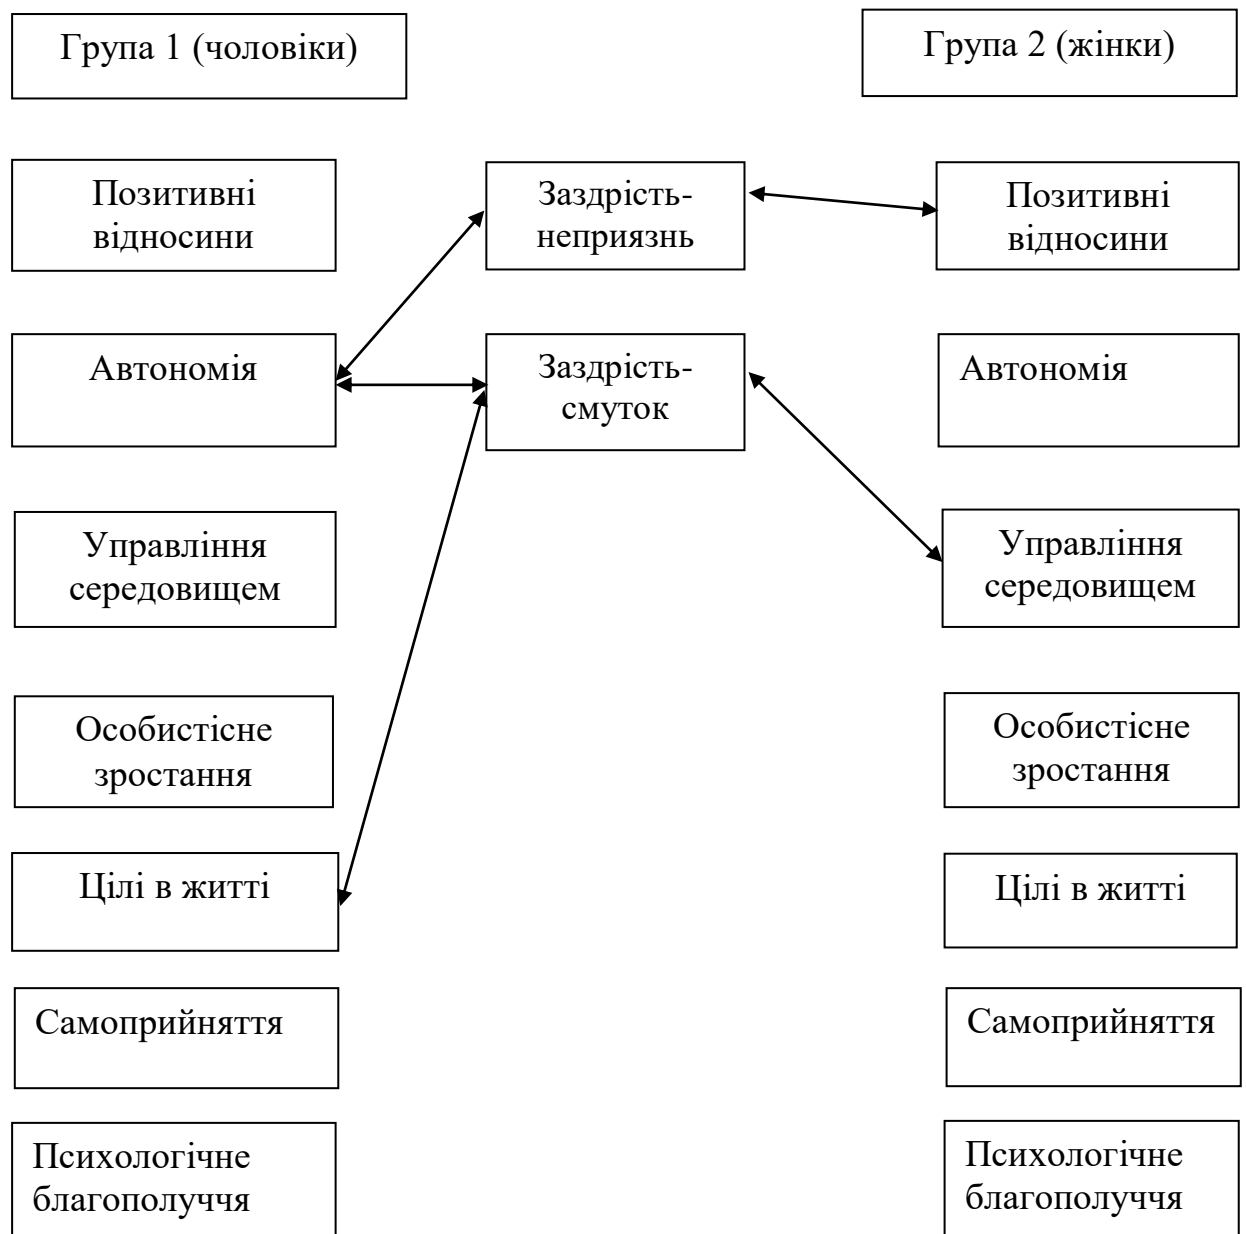 Група 1 (чоловіки)
Група 2 (жінки)
Позитивні
відносини
Заздрість-
неприязнь
Позитивні
відносини
Автономія
Заздрість-
смуток
Автономія
Управління
середовищем
Управління
середовищем
Особистісне
зростання
Особистісне
зростання
Цілі в житті
Цілі в житті
Самоприйняття
Самоприйняття
Психологічне
благополуччя
Психологічне
благополуччя